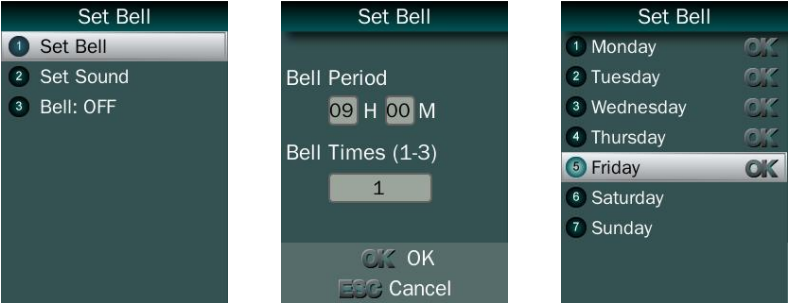 Set Bell
1 Set Bell
2 Set Sound
3 Bell: OFF
Set Bell
Bell Period
09 H 00 M
Bell Times (1-3)
1
OK OK
ESC Cancel
Set Bell
1 Monday OK
2 Tuesday OK
3 Wednesday OK
4 Thursday OK
5 Friday OK
6 Saturday
7 Sunday